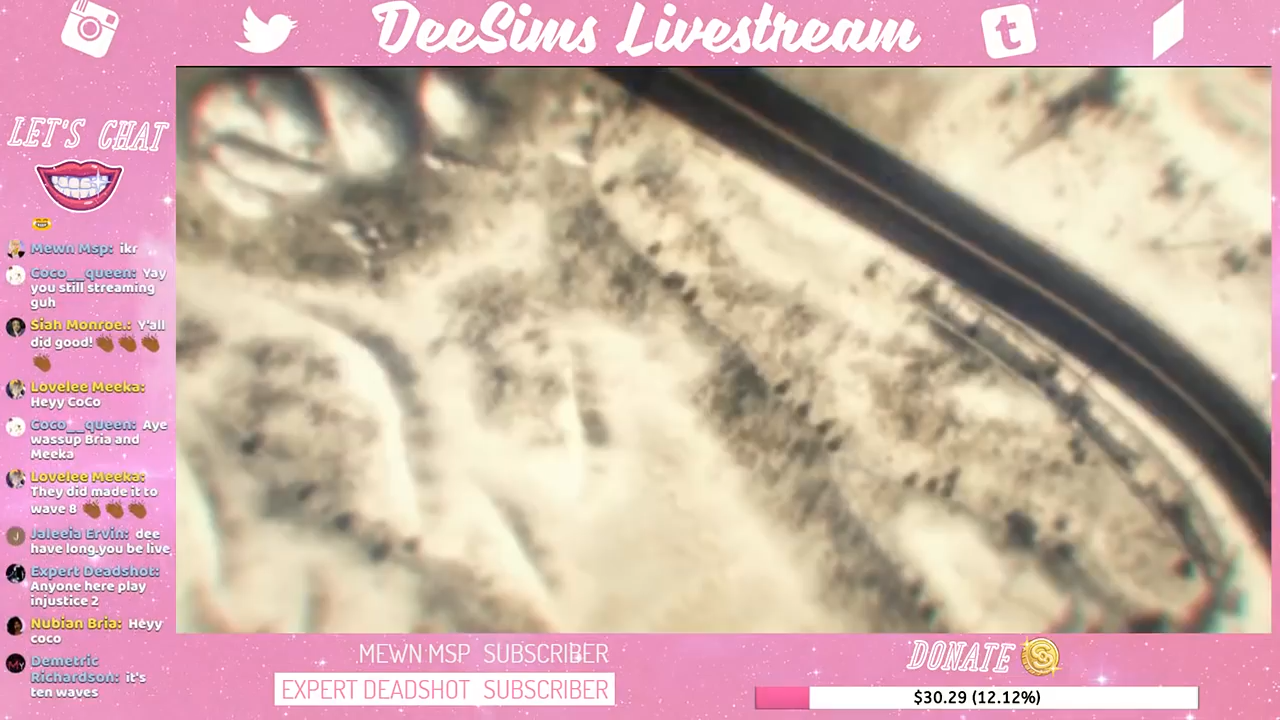 DeeSims Livestream
LET'S CHAT
Mewn Msp: ikr
Coco__queen: Yay
you still streaming
guh
Siah Monroe.: Y'all
did good! 👏🏾👏🏾👏🏾
👏🏾
Lovelee Meeka:
Heyy CoCo
Coco__queen: Aye
wassup Bria and
Meeka
Lovelee Meeka:
They did made it to
wave 8 👏🏾👏🏾👏🏾
Jaleeia Ervin: dee
have long,you be live
Expert Deadshot:
Anyone here play
injustice 2
Nubian Bria: Heyy
coco
Demetric
Richardson: it's
ten waves
MEWN MSP SUBSCRIBER
EXPERT DEADSHOT SUBSCRIBER
DONATE
$30.29 (12.12%)